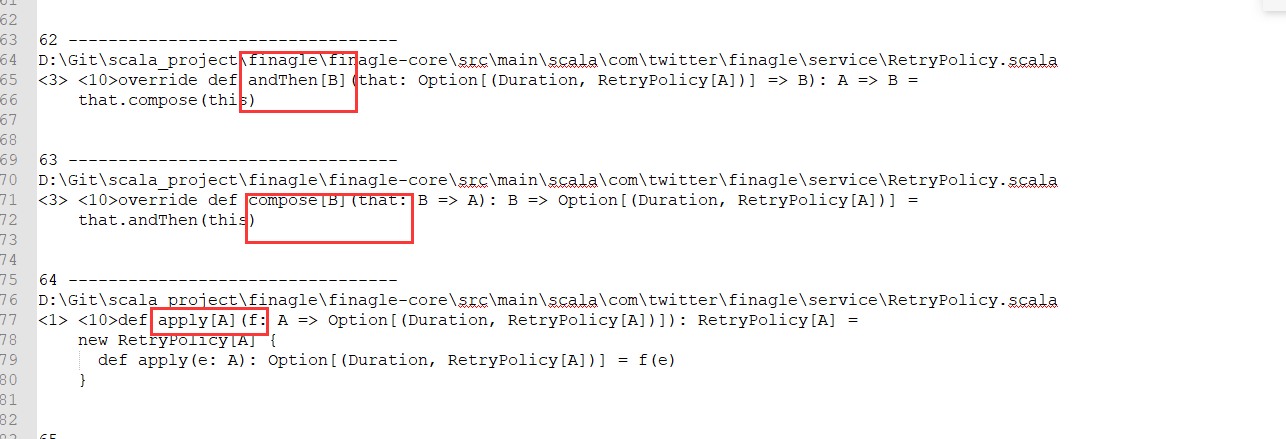 61
62
63 62 ---------------------------------
64 D:\Git\scala_project\finagle\finagle-core\src\main\scala\com\twitter\finagle\service\RetryPolicy.scala
65 <3> <10>override def andThen[B](that: Option[(Duration, RetryPolicy[A])] => B): A => B =
66 that.compose(this)
67
68
69 63 ---------------------------------
70 D:\Git\scala_project\finagle\finagle-core\src\main\scala\com\twitter\finagle\service\RetryPolicy.scala
71 <3> <10>override def compose[B](that: B => A): B => Option[(Duration, RetryPolicy[A])] =
72 that.andThen(this)
73
74
75 64 ---------------------------------
76 D:\Git\scala_project\finagle\finagle-core\src\main\scala\com\twitter\finagle\service\RetryPolicy.scala
77 <1> <10>def apply[A](f: A => Option[(Duration, RetryPolicy[A])]): RetryPolicy[A] =
78 new RetryPolicy[A] {
79 def apply(e: A): Option[(Duration, RetryPolicy[A])] = f(e)
80 }
81
82
83 65